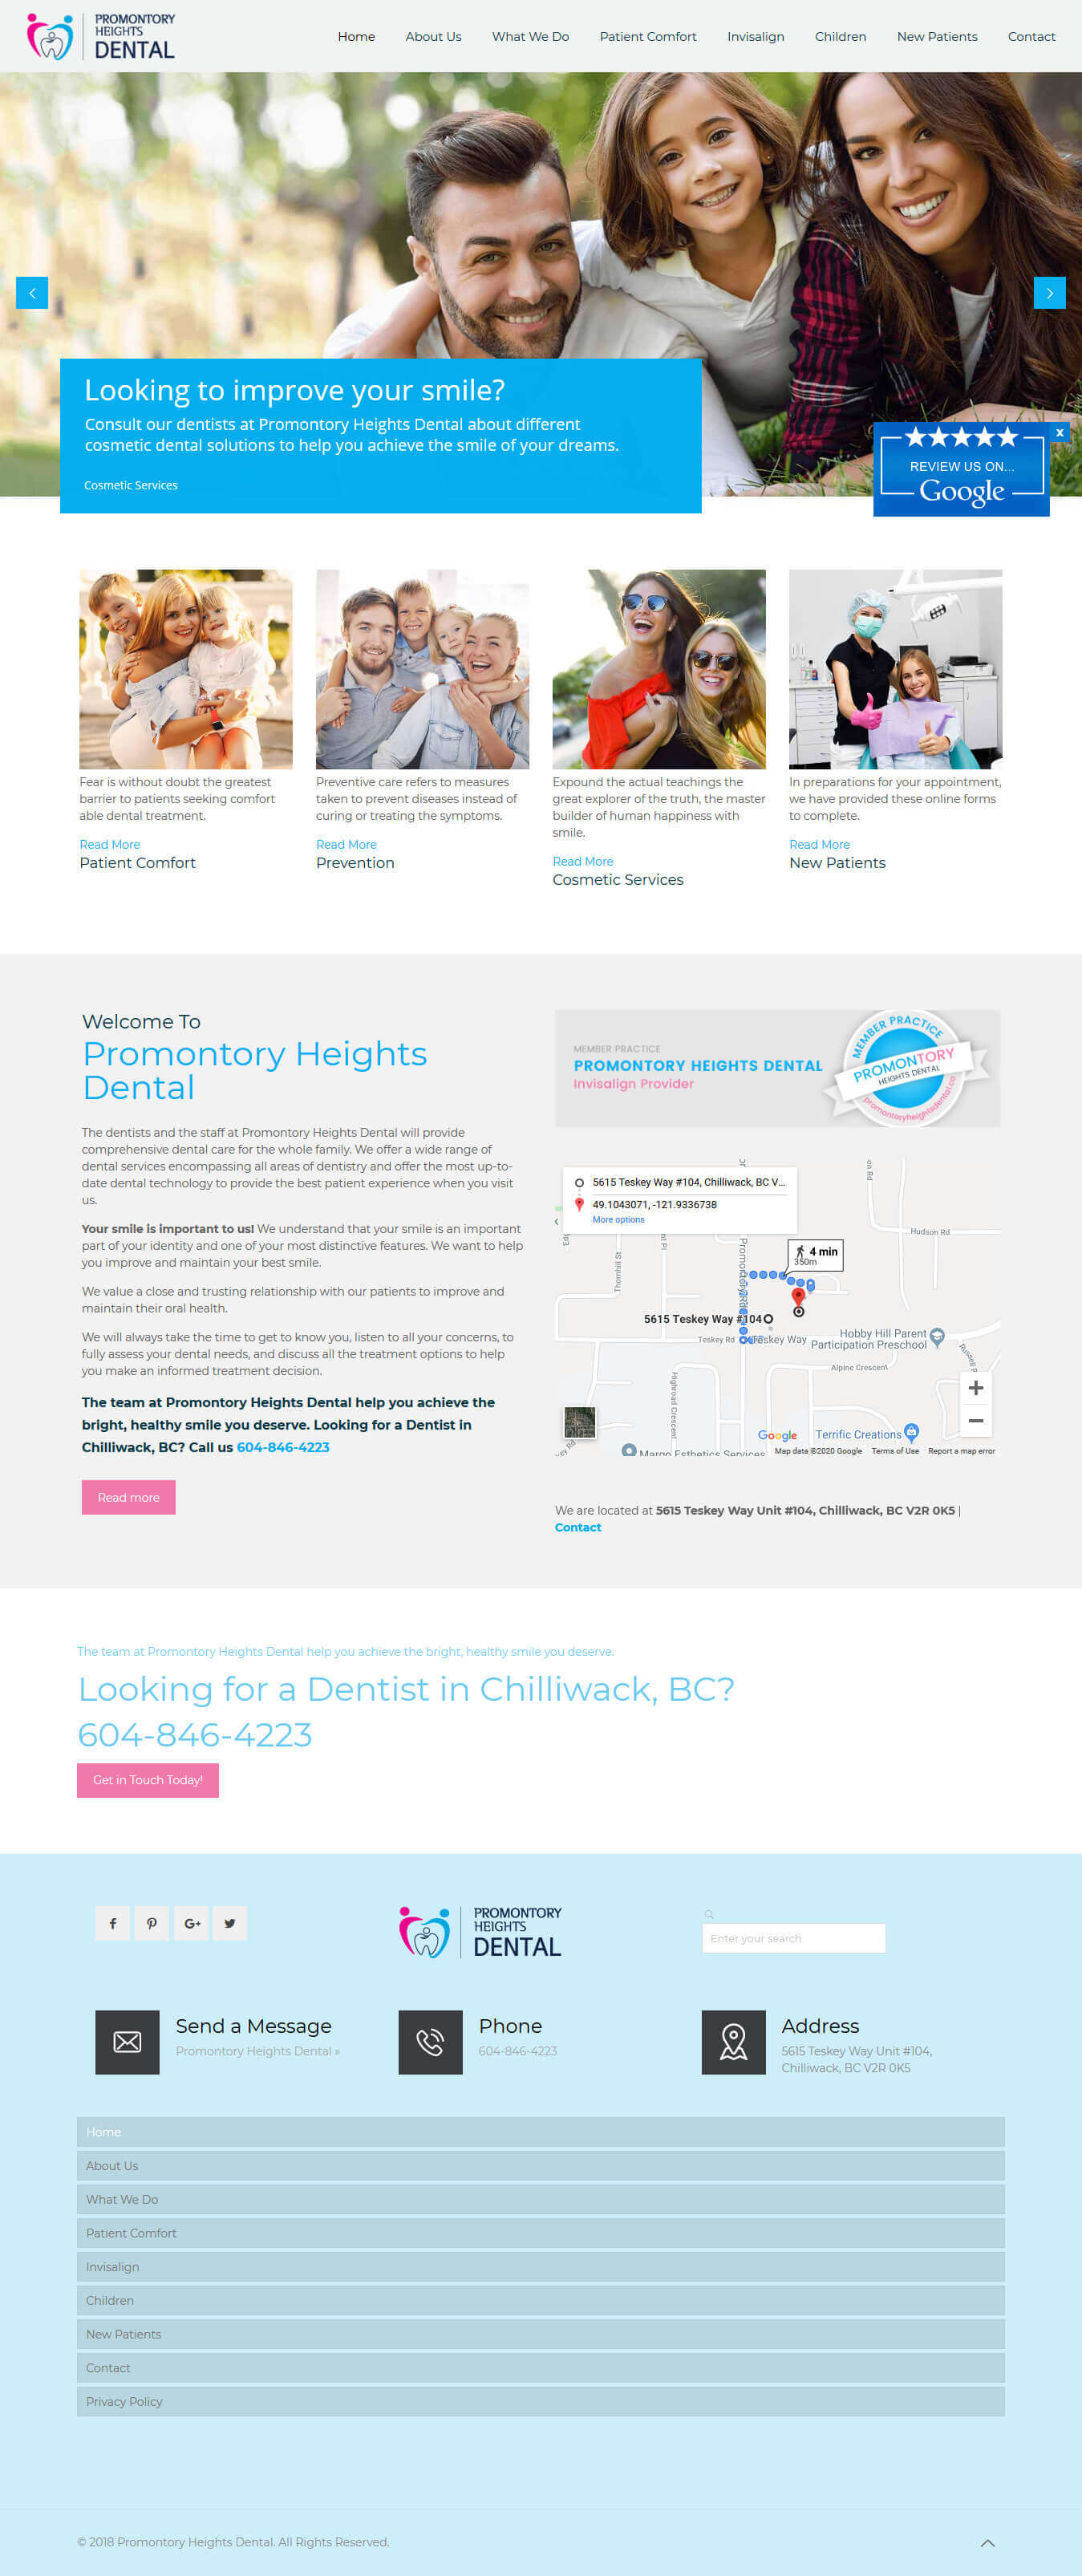 PROMONTORY
HEIGHTS
DENTAL
Home About Us What We Do Patient Comfort Invisalign Children New Patients Contact
Looking to improve your smile?
Consult our dentists at Promontory Heights Dental about different
cosmetic dental solutions to help you achieve the smile of your dreams.
Cosmetic Services
x
REVIEW US ON...
Google
Fear is without doubt the greatest
barrier to patients seeking comfort
able dental treatment.
Read More
Patient Comfort
Preventive care refers to measures
taken to prevent diseases instead of
curing or treating the symptoms.
Read More
Prevention
Expound the actual teachings the
great explorer of the truth, the master
builder of human happiness with
smile.
Read More
Cosmetic Services
In preparations for your appointment,
we have provided these online forms
to complete.
Read More
New Patients
Welcome To
Promontory Heights
Dental
The dentists and the staff at Promontory Heights Dental will provide
comprehensive dental care for the whole family. We offer a wide range of
dental services encompassing all areas of dentistry and offer the most up-to-
date dental technology to provide the best patient experience when you visit
us.
Your smile is important to us! We understand that your smile is an important
part of your identity and one of your most distinctive features. We want to help
you improve and maintain your best smile.
We value a close and trusting relationship with our patients to improve and
maintain their oral health.
We will always take the time to get to know you, listen to all your concerns, to
fully assess your dental needs, and discuss all the treatment options to help
you make an informed treatment decision.
The team at Promontory Heights Dental help you achieve the
bright, healthy smile you deserve. Looking for a Dentist in
Chilliwack, BC? Call us 604-846-4223
Read more
MEMBER PRACTICE
PROMONTORY HEIGHTS DENTAL
Invisalign Provider
MEMBER PRACTICE
PROMONTORY
HEIGHTS DENTAL
promontoryheightsdental.ca
5615 Teskey Way #104, Chilliwack, BC V...
49.1043071, -121.9336738
More options
Hudson Rd
Thornhill St
4 min
350m
5615 Teskey Way #104
Teskey Rd
Teskey Way
Hobby Hill Parent
Participation Preschool
Alpine Crescent
Highroad Crescent
Terrific Creations
Margo Esthetics Services
Google
Map data ©2020 Google Terms of Use Report a map error
We are located at 5615 Teskey Way Unit #104, Chilliwack, BC V2R 0K5 |
Contact
The team at Promontory Heights Dental help you achieve the bright, healthy smile you deserve.
Looking for a Dentist in Chilliwack, BC?
604-846-4223
Get in Touch Today!
PROMONTORY
HEIGHTS
DENTAL
Enter your search
Send a Message
Promontory Heights Dental »
Phone
604-846-4223
Address
5615 Teskey Way Unit #104,
Chilliwack, BC V2R 0K5
Home
About Us
What We Do
Patient Comfort
Invisalign
Children
New Patients
Contact
Privacy Policy
© 2018 Promontory Heights Dental. All Rights Reserved.